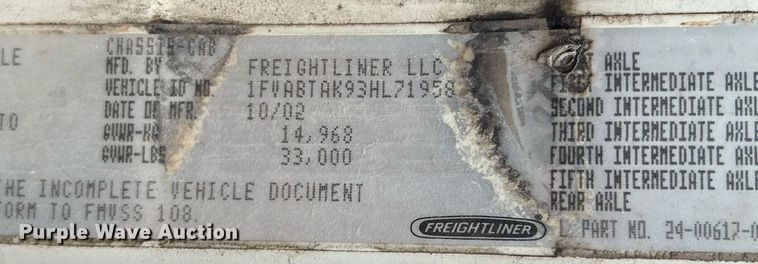 LE
CHASSIS-CAB
MFD. BY FREIGHTLINER LLC
VEHICLE ID NO. 1FVABTAK93HL71958
DATE OF MFR. 10/02
TO
GVWR-KG 14,968
GVWR-LBS 33,000
THE INCOMPLETE VEHICLE DOCUMENT
FORM TO FMVSS 108.
FREIGHTLINER
AXLE
FIRST INTERMEDIATE AXLE
SECOND INTERMEDIATE AXLE
THIRD INTERMEDIATE AXLE
FOURTH INTERMEDIATE AXLE
FIFTH INTERMEDIATE AXLE
REAR AXLE
PART NO. 24-00617-0
Purple Wave Auction